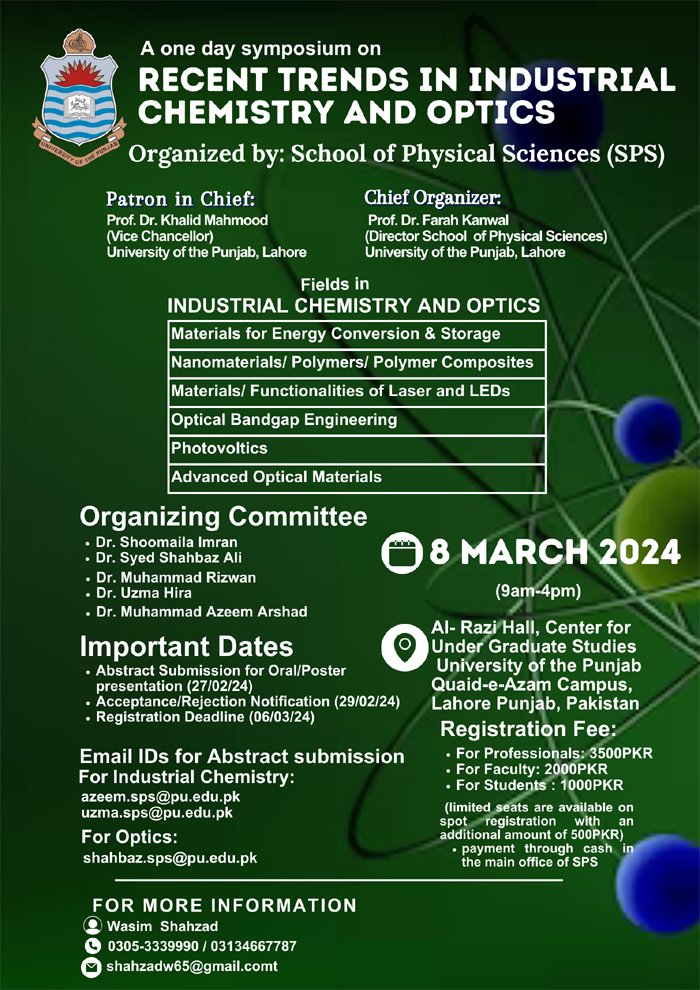 A one day symposium on
RECENT TRENDS IN INDUSTRIAL
CHEMISTRY AND OPTICS
Organized by: School of Physical Sciences (SPS)
UNIVERSITY OF THE PUNJAB
Patron in Chief:
Prof. Dr. Khalid Mahmood
(Vice Chancellor)
University of the Punjab, Lahore
Chief Organizer:
Prof. Dr. Farah Kanwal
(Director School of Physical Sciences)
University of the Punjab, Lahore
Fields in
INDUSTRIAL CHEMISTRY AND OPTICS
Materials for Energy Conversion & Storage
Nanomaterials/ Polymers/ Polymer Composites
Materials/ Functionalities of Laser and LEDs
Optical Bandgap Engineering
Photovoltics
Advanced Optical Materials
Organizing Committee
• Dr. Shoomaila Imran
• Dr. Syed Shahbaz Ali
• Dr. Muhammad Rizwan
• Dr. Uzma Hira
• Dr. Muhammad Azeem Arshad
Important Dates
• Abstract Submission for Oral/Poster
presentation (27/02/24)
• Acceptance/Rejection Notification (29/02/24)
• Registration Deadline (06/03/24)
Email IDs for Abstract submission
For Industrial Chemistry:
azeem.sps@pu.edu.pk
uzma.sps@pu.edu.pk
For Optics:
shahbaz.sps@pu.edu.pk
8 MARCH 2024
(9am-4pm)
Al- Razi Hall, Center for
Under Graduate Studies
University of the Punjab
Quaid-e-Azam Campus,
Lahore Punjab, Pakistan
Registration Fee:
• For Professionals: 3500PKR
• For Faculty: 2000PKR
• For Students : 1000PKR
(limited seats are available on
spot registration with an
additional amount of 500PKR)
• payment through cash in
the main office of SPS
FOR MORE INFORMATION
Wasim Shahzad
0305-3339990 / 03134667787
shahzadw65@gmail.comt